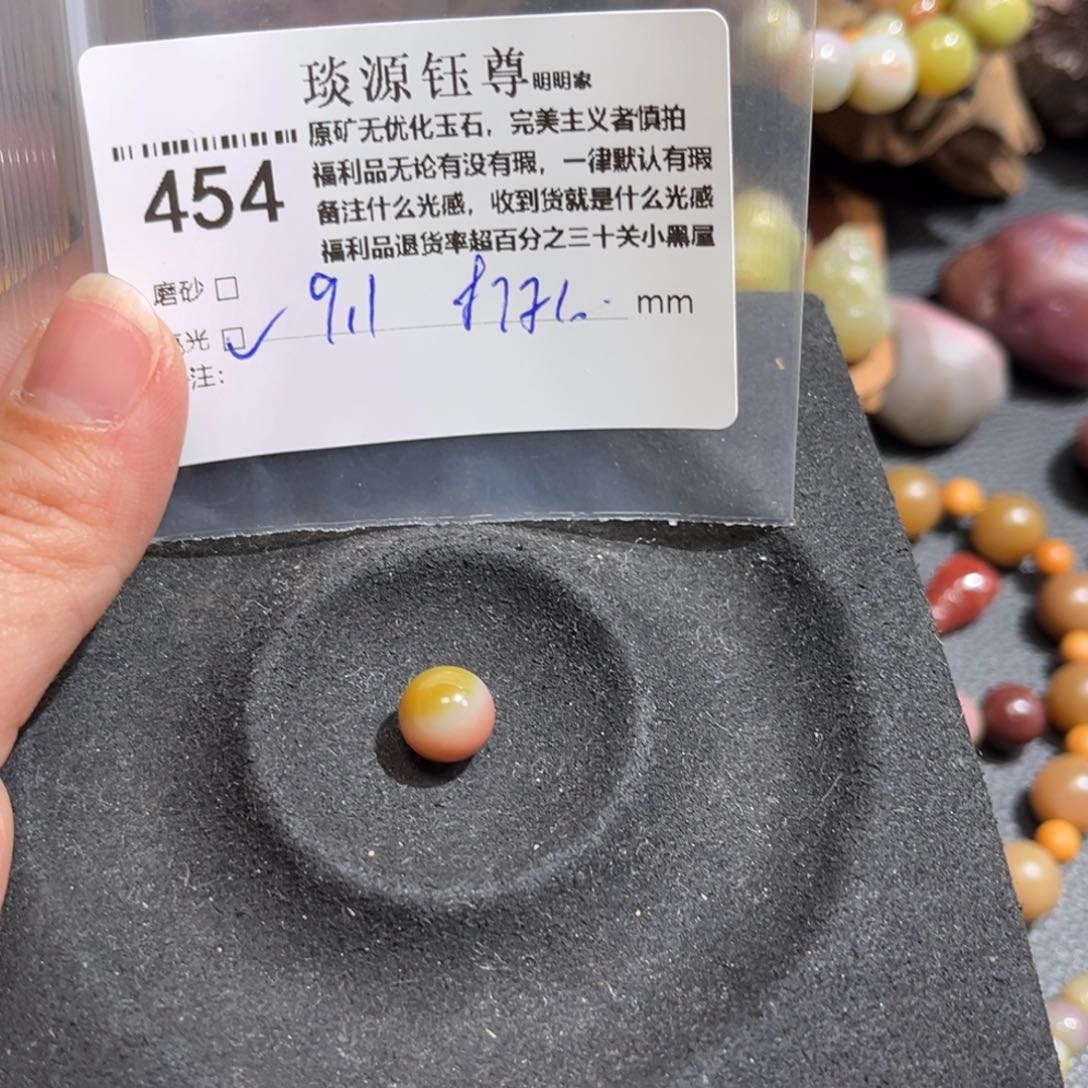 琰源钰尊明明家
原矿无优化玉石，完美主义者慎拍
454
福利品无论有没有瑕，一律默认有瑕
备注什么光感，收到货就是什么光感
福利品退货率超百分之三十关小黑屋
磨砂 □
光 □ ✓ 9.1 mm
注：